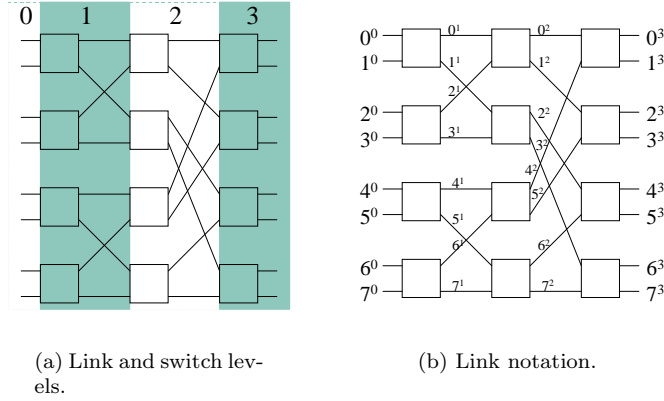 0 1 2 3
0⁰ 0¹ 0² 0³
1⁰ 1¹ 1² 1³
2¹
2⁰ 2² 2³
3⁰ 3¹ 3² 3³
4²
4⁰ 4¹ 5² 4³
5⁰ 5¹ 5³
6¹ 6²
6⁰ 6³
7⁰ 7¹ 7² 7³
(a) Link and switch lev-
els.
(b) Link notation.